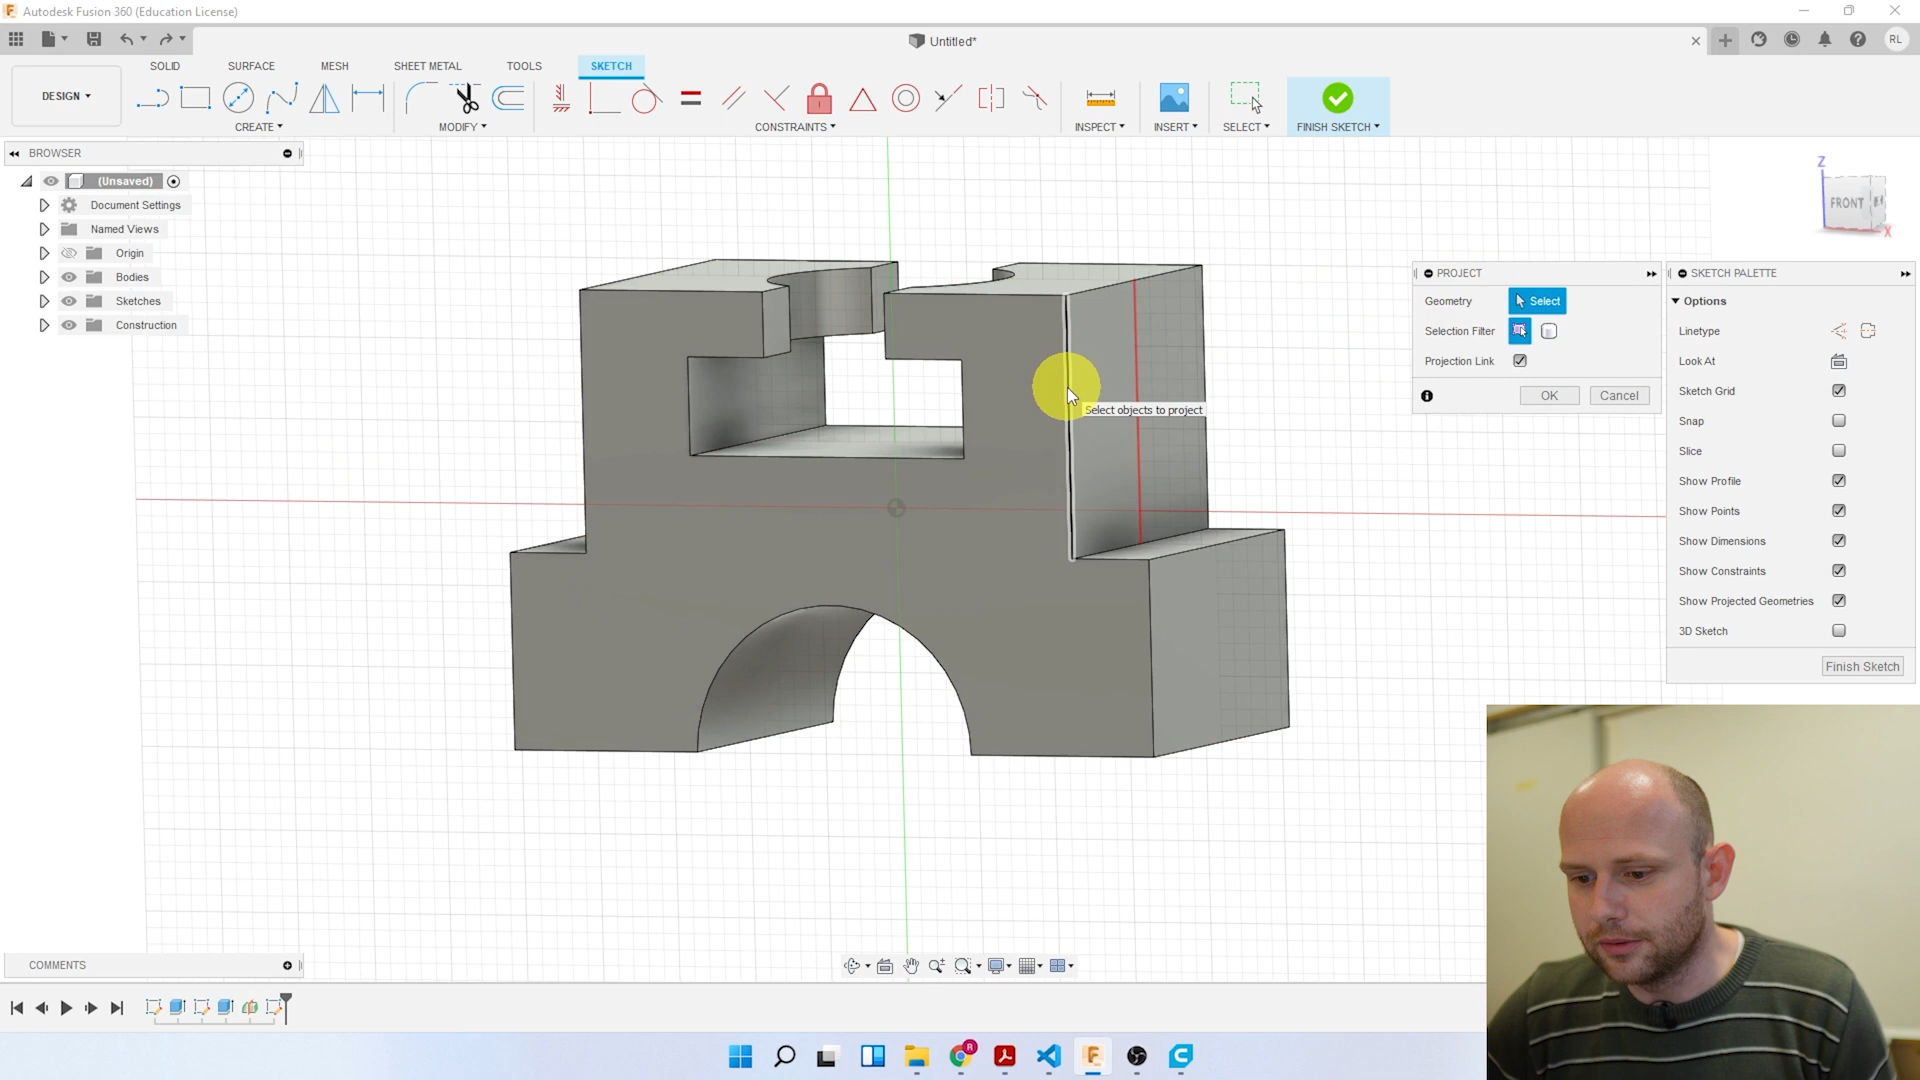 Autodesk Fusion 360 (Education License)
Untitled*
RL
DESIGN
SOLID
SURFACE
MESH
SHEET METAL
TOOLS
SKETCH
CREATE
MODIFY
CONSTRAINTS
INSPECT
INSERT
SELECT
FINISH SKETCH
BROWSER
(Unsaved)
Document Settings
Named Views
Origin
Bodies
Sketches
Construction
Z
FRONT
X
PROJECT
Geometry
Select
Selection Filter
Projection Link
OK
Cancel
SKETCH PALETTE
Options
Linetype
Look At
Sketch Grid
Snap
Slice
Show Profile
Show Points
Show Dimensions
Show Constraints
Show Projected Geometries
3D Sketch
Finish Sketch
Select objects to project
COMMENTS